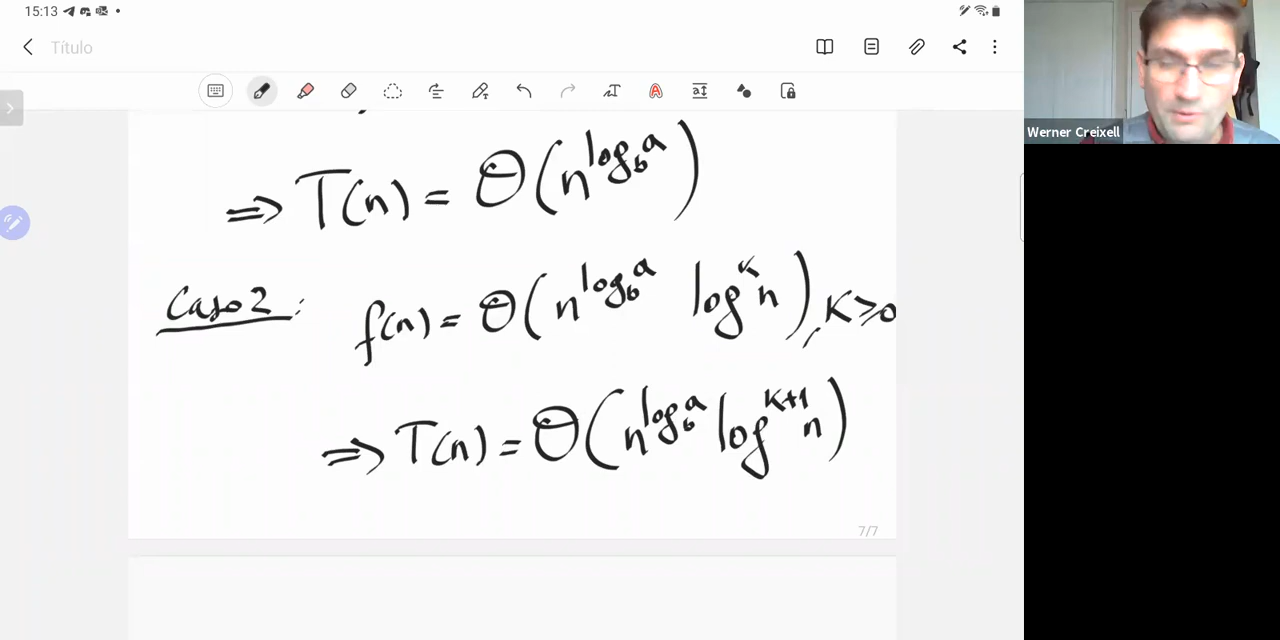 15:13
Título
Werner Creixell
⇒ T(n) = Θ(n^{log_b a})
Caso 2: f(n) = Θ(n^{log_b a} log^k n), k ≥ 0
⇒ T(n) = Θ(n^{log_b a} log^{k+1} n)
7/7